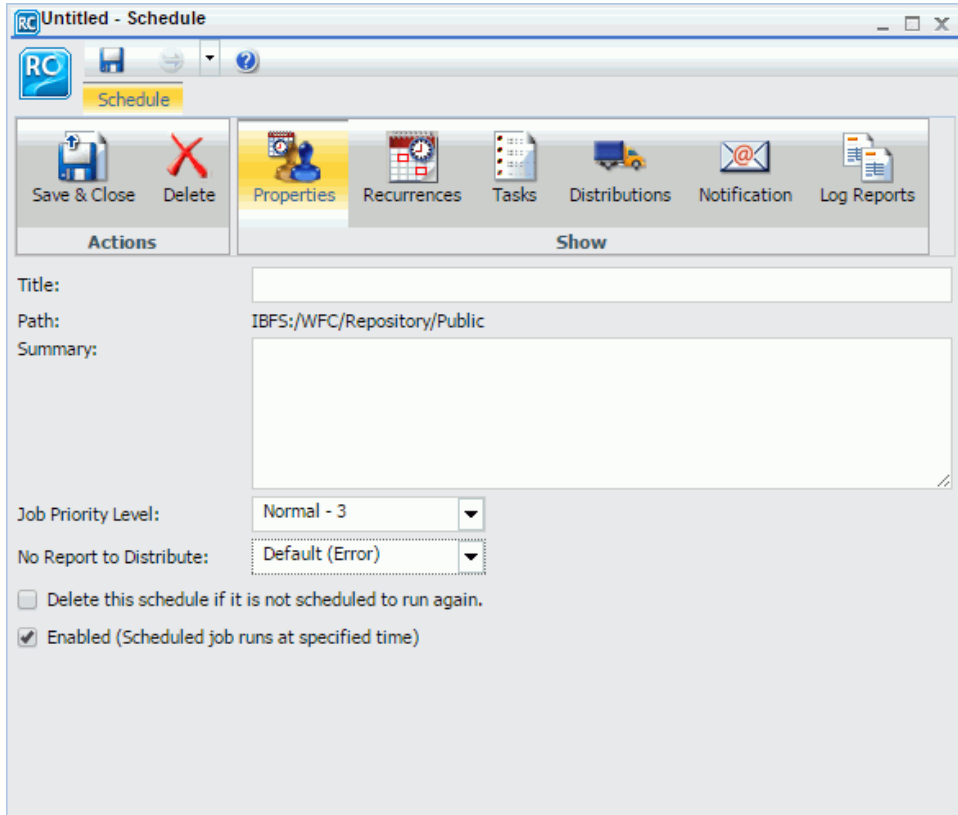 RC Untitled - Schedule
RC
Schedule
Save & Close Delete Properties Recurrences Tasks Distributions Notification Log Reports
Actions Show
Title:
Path: IBFS:/WFC/Repository/Public
Summary:
Job Priority Level: Normal - 3
No Report to Distribute: Default (Error)
Delete this schedule if it is not scheduled to run again.
Enabled (Scheduled job runs at specified time)